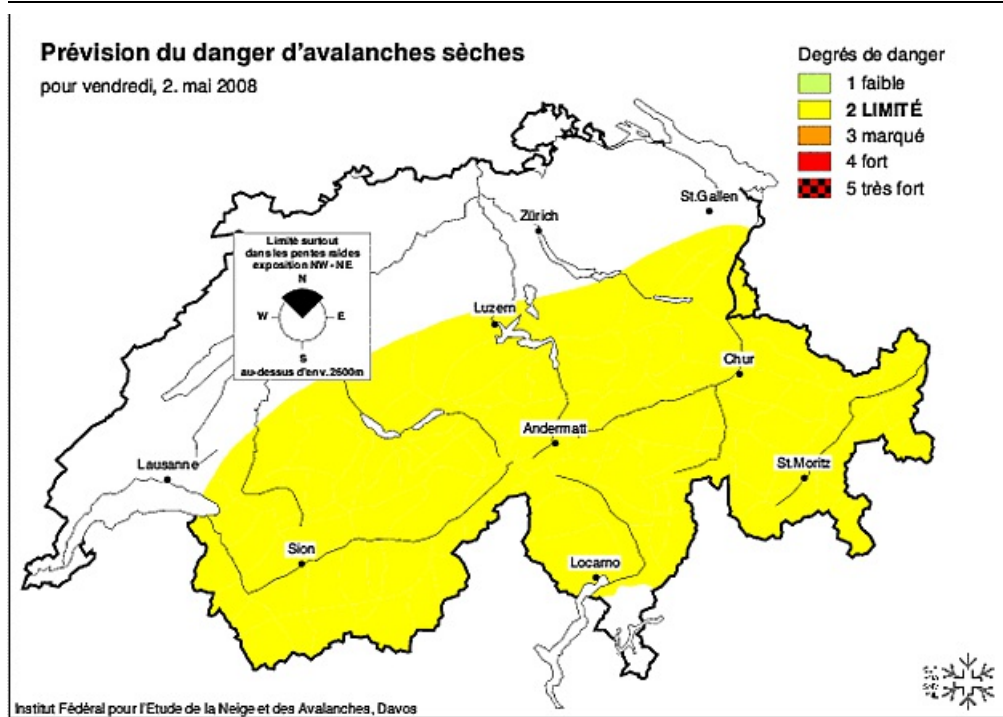 Prévision du danger d'avalanches sèches
pour vendredi, 2. mai 2008
Degrés de danger
1 faible
2 LIMITÉ
3 marqué
4 fort
5 très fort
St.Gallen
Zürich
Limité surtout
dans les pentes raides
exposition NW - NE
N
W
E
S
au-dessus d'env. 2600m
Luzern
Chur
Andermatt
Lausanne
St.Moritz
Sion
Locarno
Institut Fédéral pour l'Etude de la Neige et des Avalanches, Davos